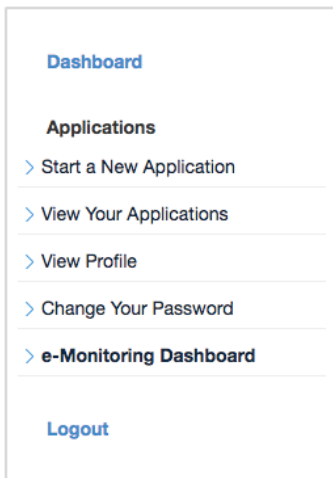 Dashboard
Applications
Start a New Application
View Your Applications
View Profile
Change Your Password
e-Monitoring Dashboard
Logout